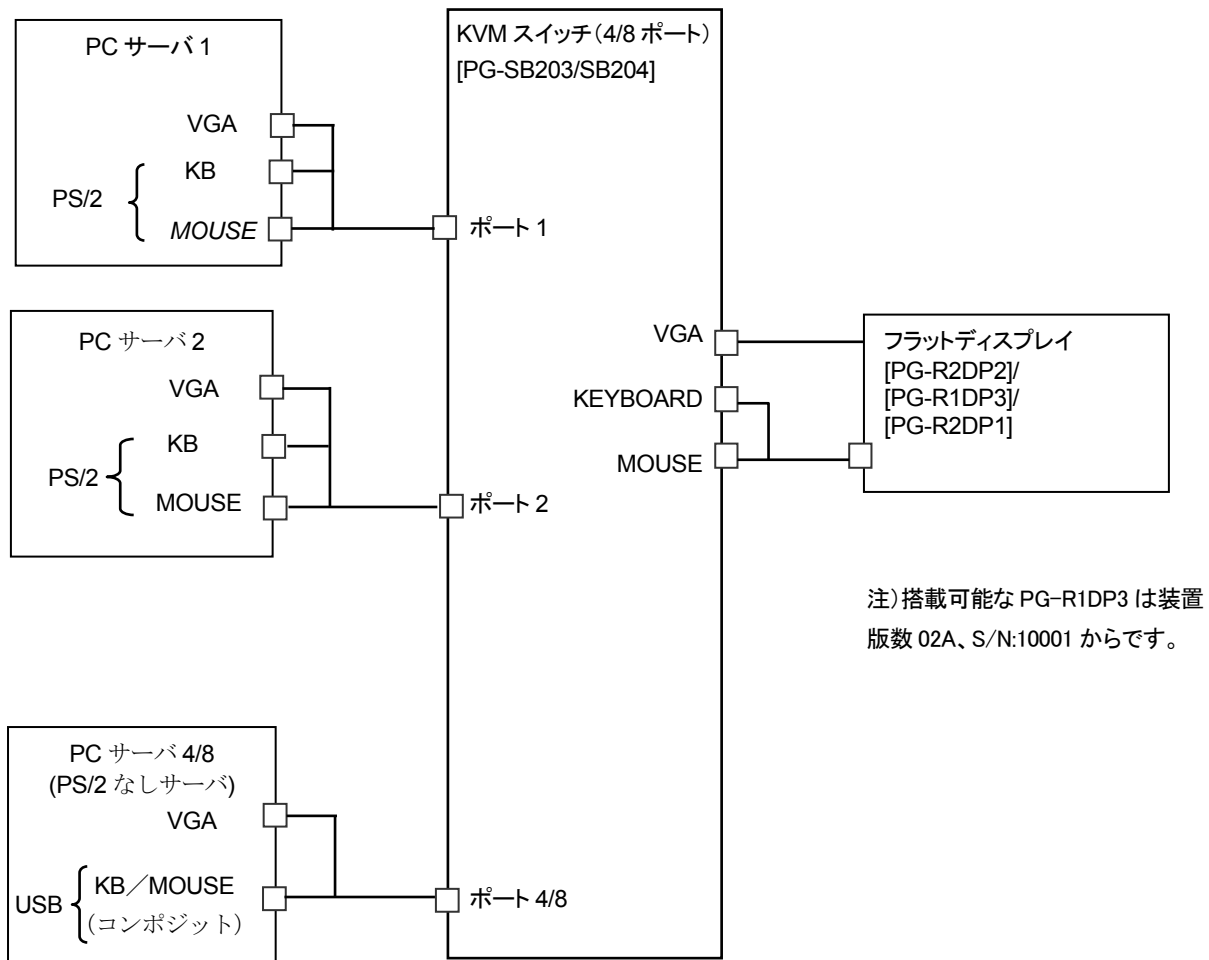 PC サーバ 1
VGA
KB
PS/2
MOUSE
KVM スイッチ(4/8 ポート)
[PG-SB203/SB204]
ポート 1
PC サーバ 2
VGA
KB
PS/2
MOUSE
ポート 2
VGA
KEYBOARD
MOUSE
フラットディスプレイ
[PG-R2DP2]/
[PG-R1DP3]/
[PG-R2DP1]
注)搭載可能な PG-R1DP3 は装置
版数 02A、S/N:10001 からです。
PC サーバ 4/8
(PS/2 なしサーバ)
VGA
USB
KB/MOUSE
(コンポジット)
ポート 4/8